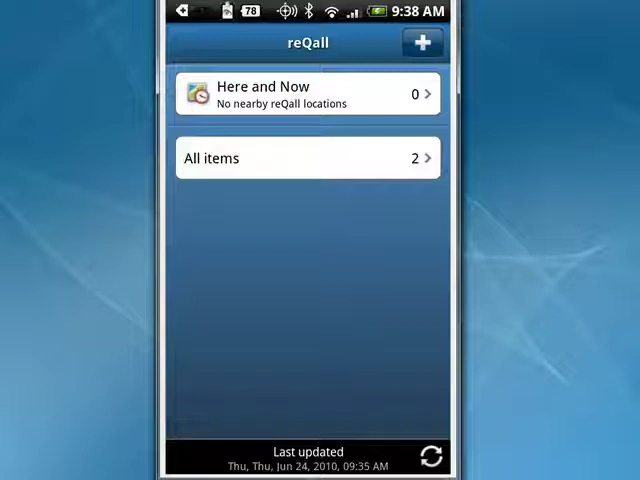 78 9:38 AM
reQall
Here and Now
No nearby reQall locations
0
All items
2
Last updated
Thu, Thu, Jun 24, 2010, 09:35 AM